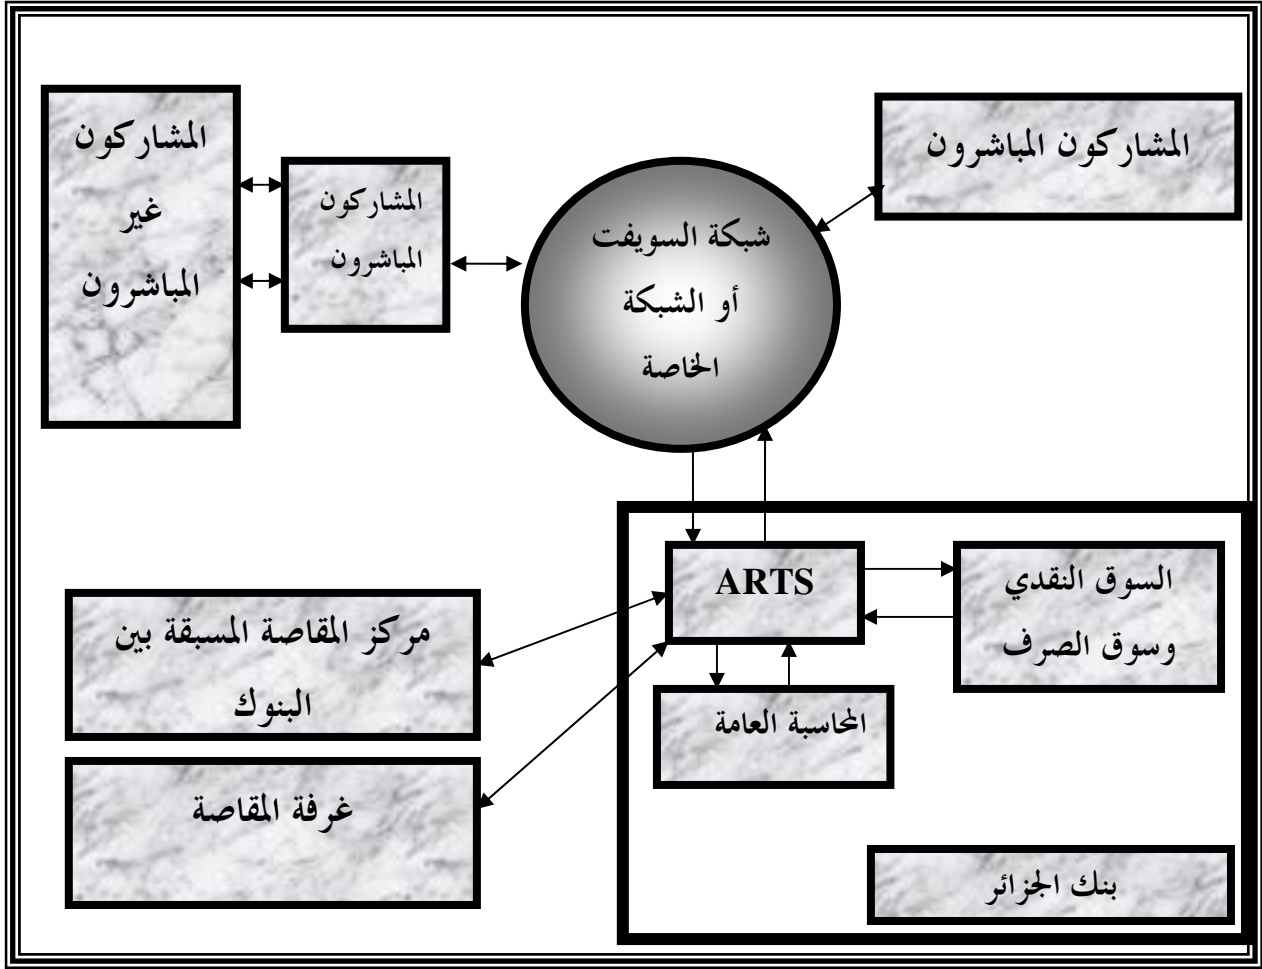 المشاركون المباشرون
المشاركون
غير
المباشرون
المشاركون
المباشرون
شبكة السويفت
أو الشبكة
الخاصة
ARTS
السوق النقدي
وسوق الصرف
مركز المقاصة المسبقة بين
البنوك
المحاسبة العامة
غرفة المقاصة
بنك الجزائر